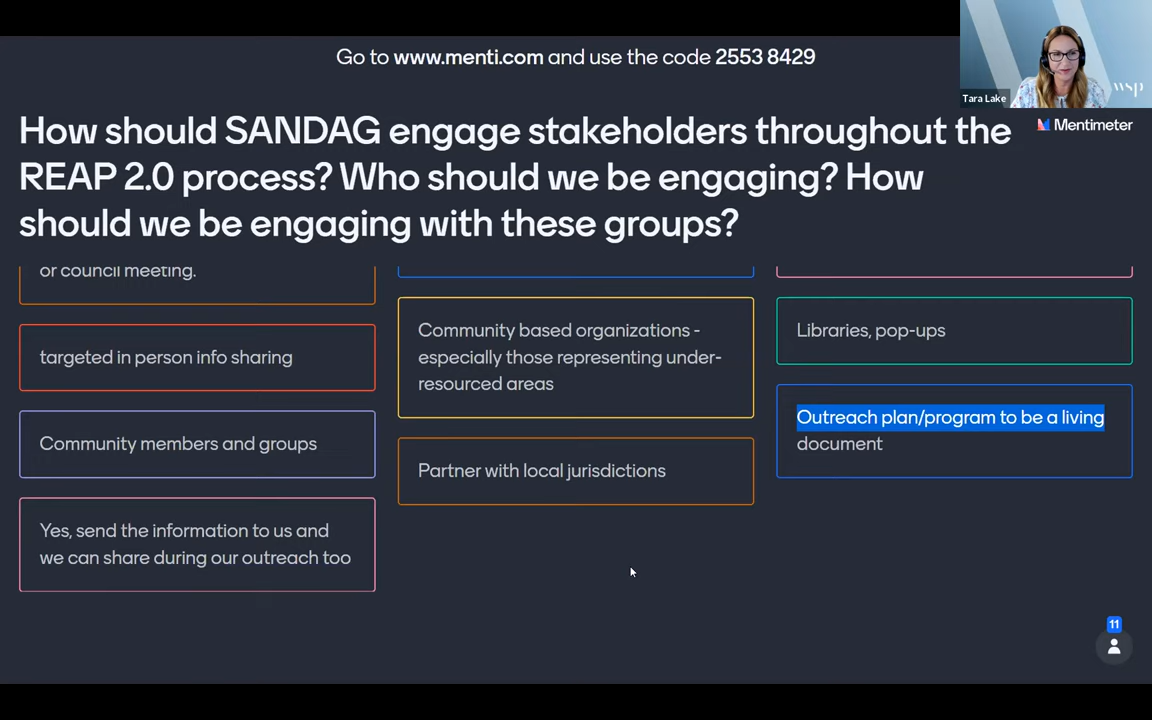 Go to www.menti.com and use the code 2553 8429
Tara Lake
wsp
Mentimeter
How should SANDAG engage stakeholders throughout the
REAP 2.0 process? Who should we be engaging? How
should we be engaging with these groups?
or council meeting.
targeted in person info sharing
Community members and groups
Yes, send the information to us and
we can share during our outreach too
Community based organizations -
especially those representing under-
resourced areas
Partner with local jurisdictions
Libraries, pop-ups
Outreach plan/program to be a living
document
11